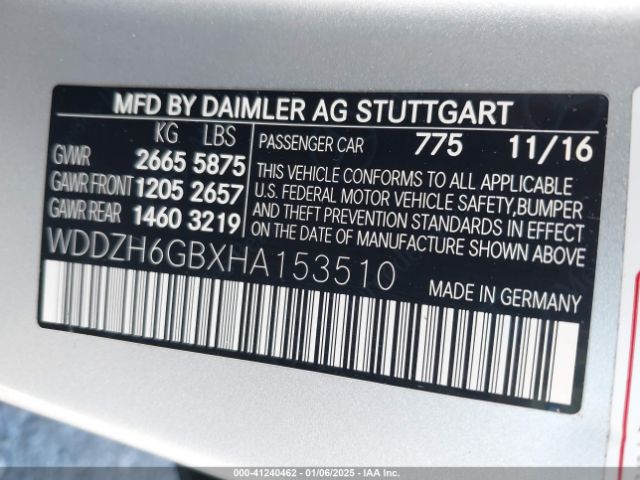 MFD BY DAIMLER AG STUTTGART
KG LBS
GVWR 2665 5875
GAWR FRONT 1205 2657
GAWR REAR 1460 3219
PASSENGER CAR 775 11/16
THIS VEHICLE CONFORMS TO ALL APPLICABLE
U.S. FEDERAL MOTOR VEHICLE SAFETY,BUMPER
AND THEFT PREVENTION STANDARDS IN EFFECT
ON THE DATE OF MANUFACTURE SHOWN ABOVE
WDDZH6GBXHA153510
MADE IN GERMANY
000-41240462 - 01/06/2025 - IAA Inc.